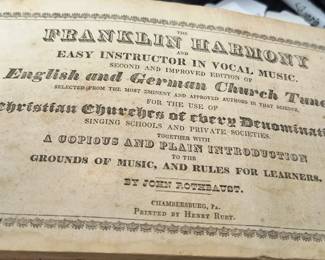 THE
FRANKLIN HARMONY
AND
EASY INSTRUCTOR IN VOCAL MUSIC.
SECOND AND IMPROVED EDITION OF
English and German Church Tune
SELECTED FROM THE MOST EMINENT AND APPROVED AUTHORS IN THAT SCIENCE,
FOR THE USE OF
Christian Churches of every Denominati
SINGING SCHOOLS AND PRIVATE SOCIETIES.
TOGETHER WITH
A COPIOUS AND PLAIN INTRODUCTION
TO THE
GROUNDS OF MUSIC, AND RULES FOR LEARNERS.
BY JOHN ROTHBAUST.
CHAMBERSBURG, PA.
PRINTED BY HENRY RUBY.